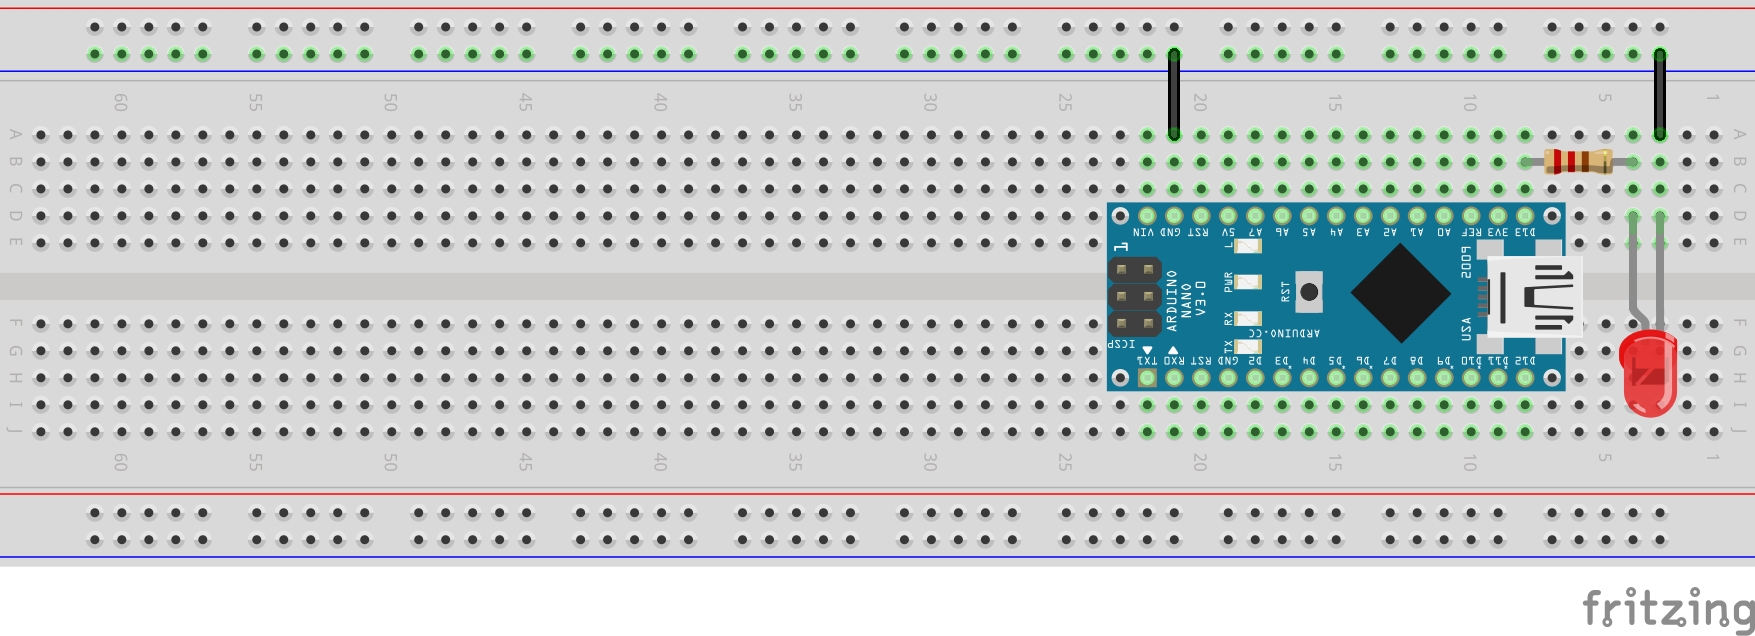 60 55 50 45 40 35 30 25 20 15 10 5 1
A A
B B
C C
D D
E E
VIN GND RST 5V A7 A6 A5 A4 A3 A2 A1 A0 REF 3V3 D13
1
L
PWR
RX
TX
ARDUINO
NANO
V3.0
RST
ARDUINO.CC
2009
USA
ICSP
TX1 RX0 RST GND D2 D3 D4 D5 D6 D7 D8 D9 D10 D11 D12
F F
G G
H H
I I
J J
60 55 50 45 40 35 30 25 20 15 10 5 1
fritzing